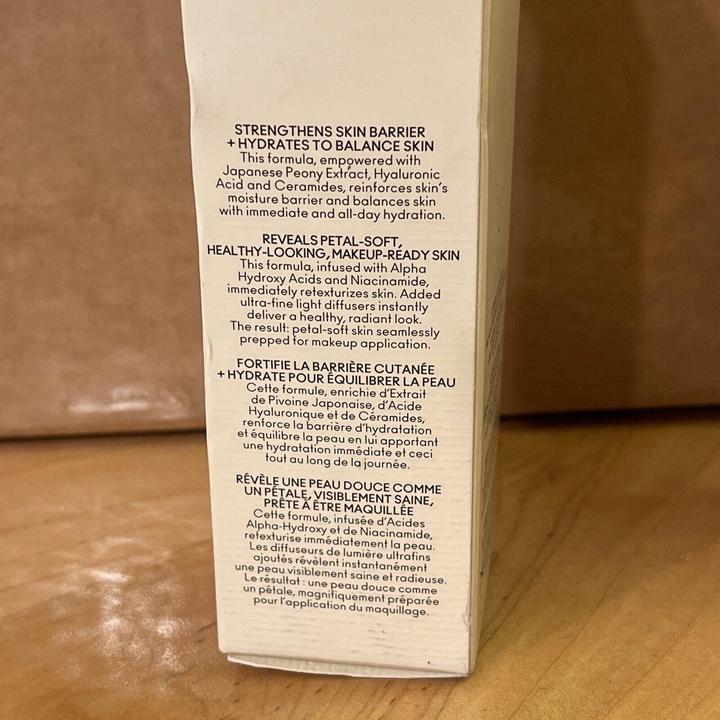 STRENGTHENS SKIN BARRIER
+ HYDRATES TO BALANCE SKIN
This formula, empowered with
Japanese Peony Extract, Hyaluronic
Acid and Ceramides, reinforces skin's
moisture barrier and balances skin
with immediate and all-day hydration.
REVEALS PETAL-SOFT,
HEALTHY-LOOKING, MAKEUP-READY SKIN
This formula, infused with Alpha
Hydroxy Acids and Niacinamide,
immediately retexturizes skin. Added
ultra-fine light diffusers instantly
deliver a healthy, radiant look.
The result: petal-soft skin seamlessly
prepped for makeup application.
FORTIFIE LA BARRIÈRE CUTANÉE
+ HYDRATE POUR ÉQUILIBRER LA PEAU
Cette formule, enrichie d'Extrait
de Pivoine Japonaise, d'Acide
Hyaluronique et de Céramides,
renforce la barrière d'hydratation
et équilibre la peau en lui apportant
une hydratation immédiate et ceci
tout au long de la journée.
RÉVÈLE UNE PEAU DOUCE COMME
UN PÉTALE, VISIBLEMENT SAINE,
PRÊTE À ÊTRE MAQUILLÉE
Cette formule, infusée d'Acides
Alpha-Hydroxy et de Niacinamide,
retexturise immédiatement la peau.
Les diffuseurs de lumière ultrafins
ajoutés révèlent instantanément
une peau visiblement saine et radieuse.
Le résultat : une peau douce comme
un pétale, magnifiquement préparée
pour l'application du maquillage.